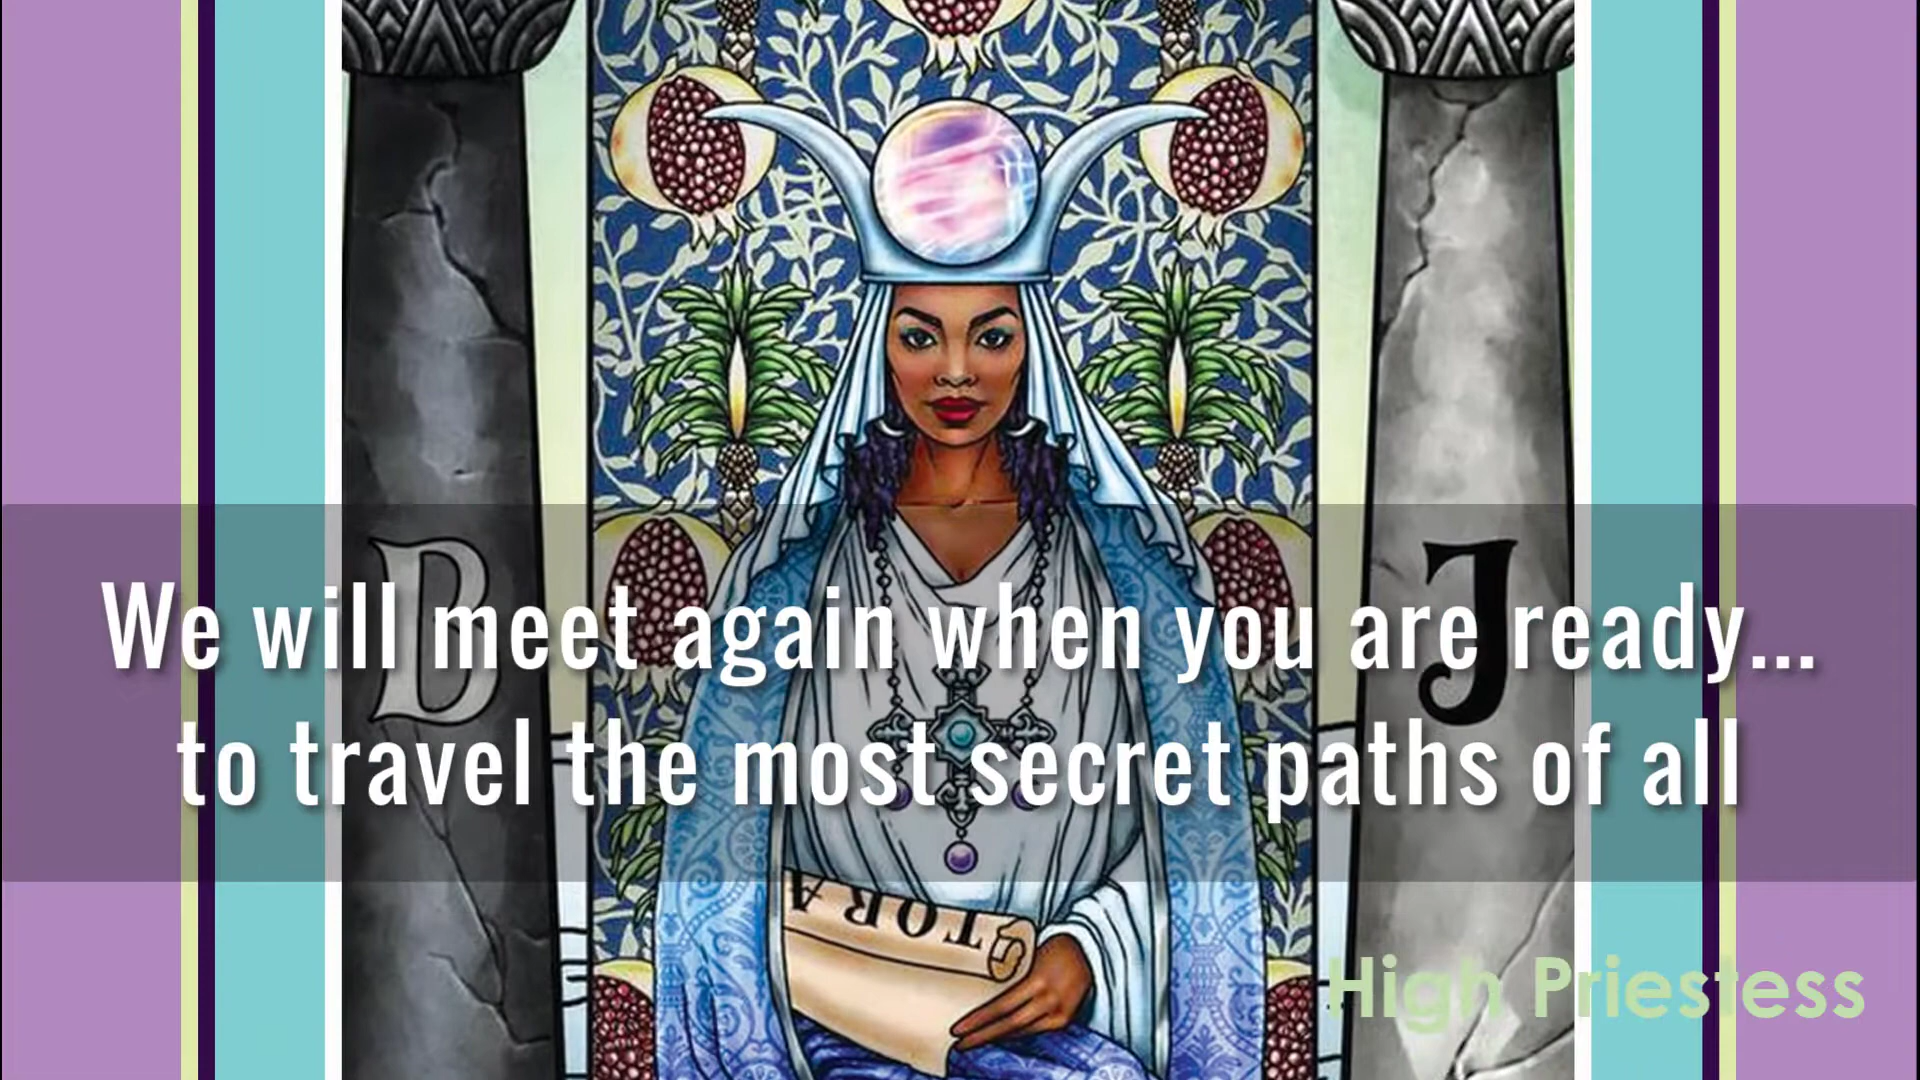 B
J
We will meet again when you are ready...
to travel the most secret paths of all
TORA
High Priestess